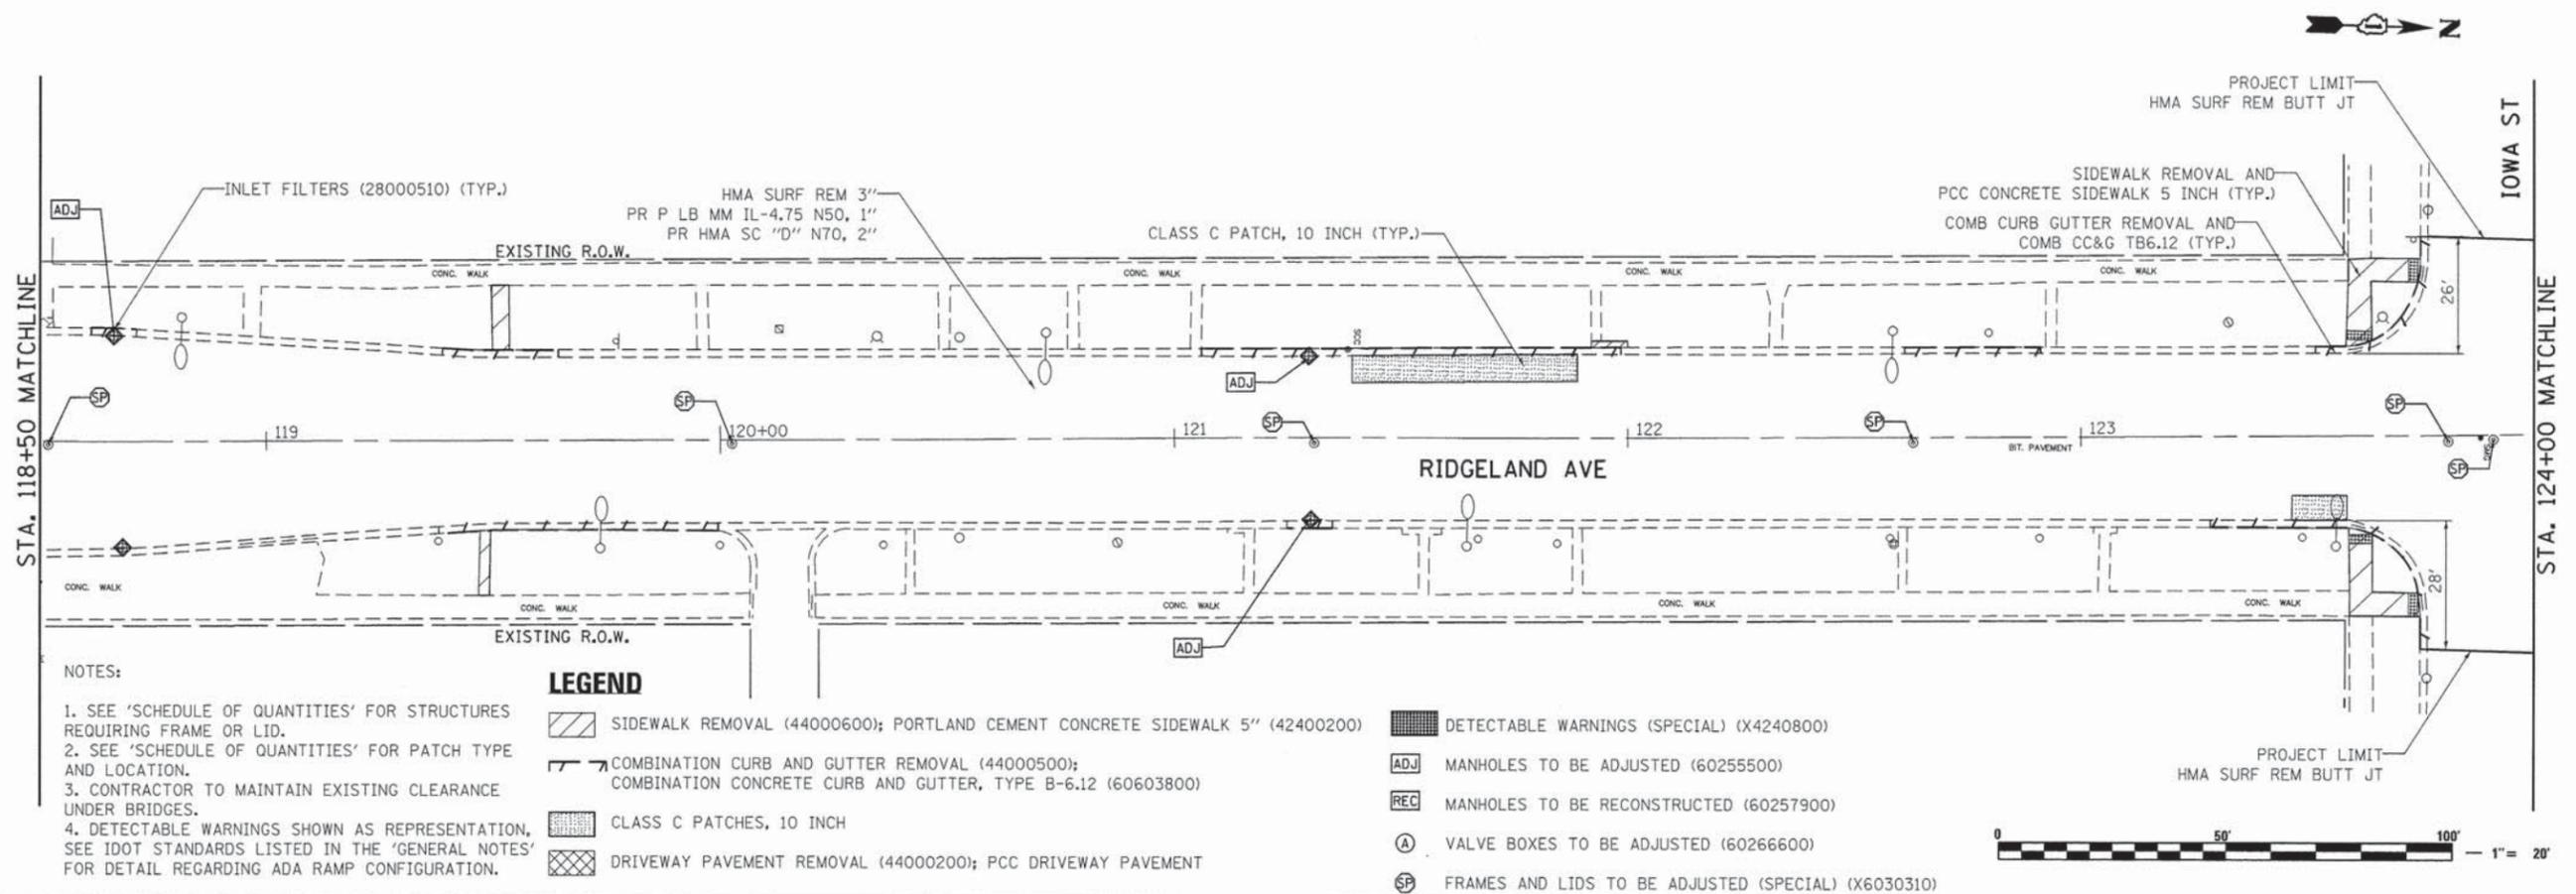 N
PROJECT LIMIT
HMA SURF REM BUTT JT
IOWA ST
INLET FILTERS (28000510) (TYP.)
ADJ
HMA SURF REM 3"
PR P LB MM IL-4.75 N50, 1"
PR HMA SC "D" N70, 2"
CLASS C PATCH, 10 INCH (TYP.)
SIDEWALK REMOVAL AND
PCC CONCRETE SIDEWALK 5 INCH (TYP.)
COMB CURB GUTTER REMOVAL AND
COMB CC&G TB6.12 (TYP.)
EXISTING R.O.W.
CONC. WALK
CONC. WALK
CONC. WALK
CONC. WALK
26'
STA. 118+50 MATCHLINE
STA. 124+00 MATCHLINE
ADJ
SP
SP
SP
SP
SP
SP
119
120+00
121
122
123
BIT. PAVEMENT
RIDGELAND AVE
CONC. WALK
CONC. WALK
CONC. WALK
CONC. WALK
CONC. WALK
28'
EXISTING R.O.W.
ADJ
PROJECT LIMIT
HMA SURF REM BUTT JT
NOTES:
1. SEE 'SCHEDULE OF QUANTITIES' FOR STRUCTURES
REQUIRING FRAME OR LID.
2. SEE 'SCHEDULE OF QUANTITIES' FOR PATCH TYPE
AND LOCATION.
3. CONTRACTOR TO MAINTAIN EXISTING CLEARANCE
UNDER BRIDGES.
4. DETECTABLE WARNINGS SHOWN AS REPRESENTATION,
SEE IDOT STANDARDS LISTED IN THE 'GENERAL NOTES'
FOR DETAIL REGARDING ADA RAMP CONFIGURATION.
LEGEND
SIDEWALK REMOVAL (44000600); PORTLAND CEMENT CONCRETE SIDEWALK 5" (42400200)
COMBINATION CURB AND GUTTER REMOVAL (44000500);
COMBINATION CONCRETE CURB AND GUTTER, TYPE B-6.12 (60603800)
CLASS C PATCHES, 10 INCH
DRIVEWAY PAVEMENT REMOVAL (44000200); PCC DRIVEWAY PAVEMENT
DETECTABLE WARNINGS (SPECIAL) (X4240800)
ADJ MANHOLES TO BE ADJUSTED (60255500)
REC MANHOLES TO BE RECONSTRUCTED (60257900)
A VALVE BOXES TO BE ADJUSTED (60266600)
SP FRAMES AND LIDS TO BE ADJUSTED (SPECIAL) (X6030310)
0 50' 100'
1"= 20'